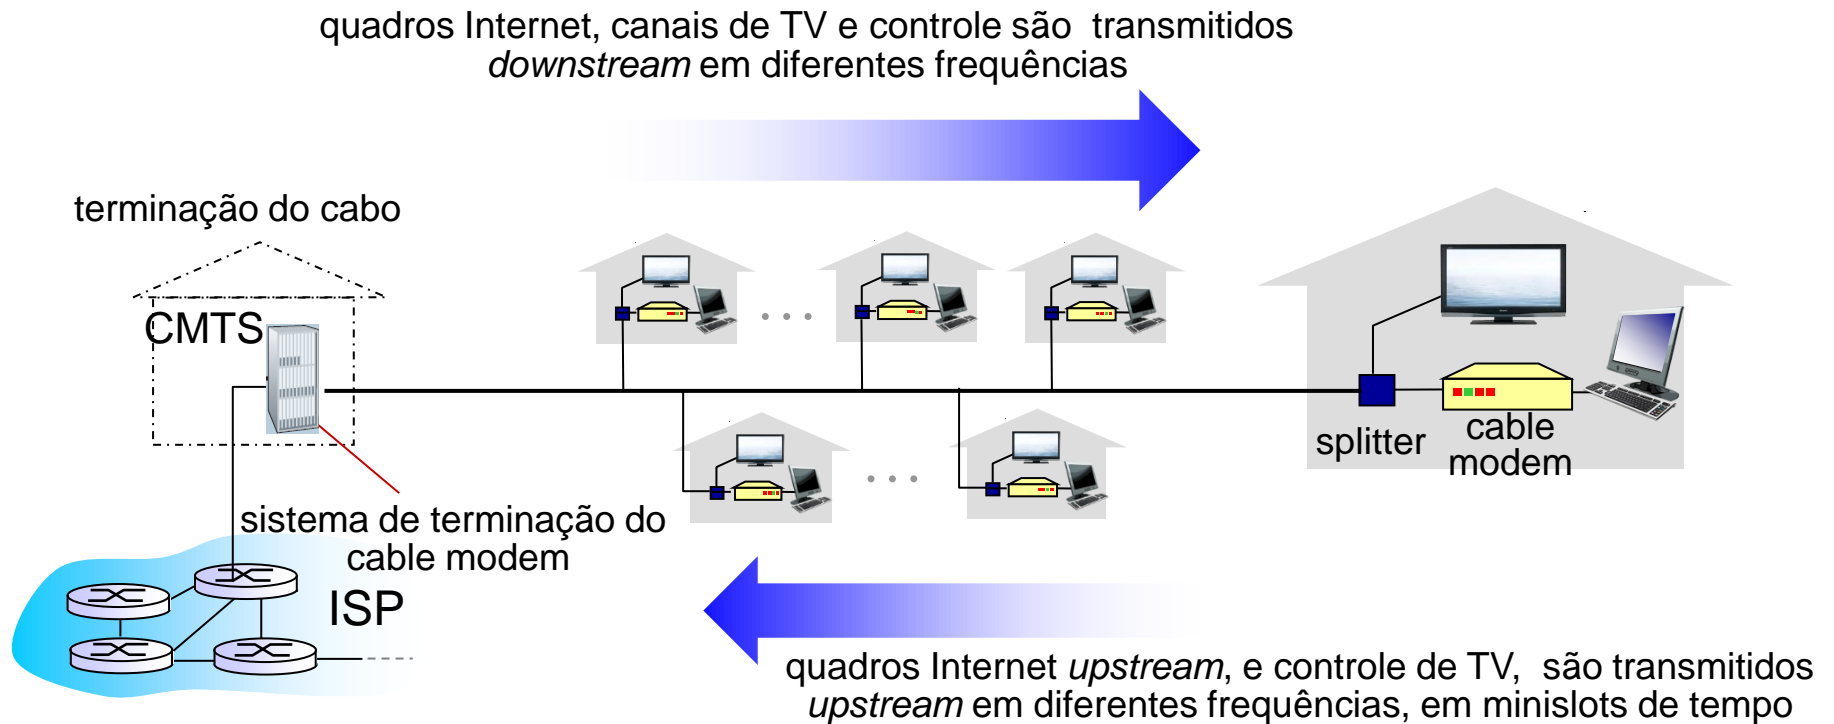 quadros Internet, canais de TV e controle são transmitidos
downstream em diferentes frequências
terminação do cabo
CMTS
splitter
cable
modem
sistema de terminação do
cable modem
ISP
quadros Internet upstream, e controle de TV, são transmitidos
upstream em diferentes frequências, em minislots de tempo